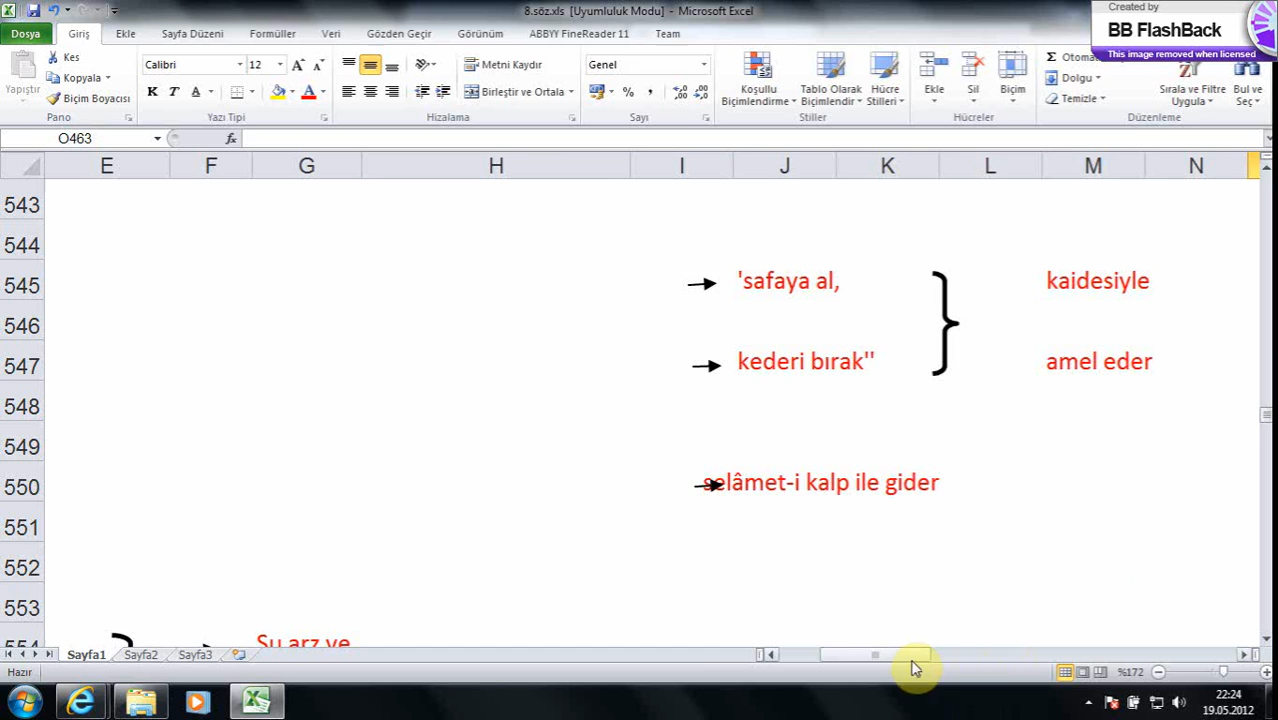 8.söz.xls [Uyumluluk Modu] - Microsoft Excel
Created by
BB FlashBack
This image removed when licensed
Dosya Giriş Ekle Sayfa Düzeni Formüller Veri Gözden Geçir Görünüm ABBYY FineReader 11 Team
Yapıştır
Kes
Kopyala
Biçim Boyacısı
Pano
Calibri 12
K T A
Yazı Tipi
Metni Kaydır
Birleştir ve Ortala
Hizalama
Genel
Sayı
Koşullu Biçimlendirme
Tablo Olarak Biçimlendir
Hücre Stilleri
Stiller
Ekle
Sil
Biçim
Hücreler
Σ Otomat
Dolgu
Temizle
Sırala ve Filtre Uygula
Bul ve Seç
Düzenleme
O463 fx
E F G H I J K L M N
543
544
545 'safaya al, kaidesiyle
546
547 kederi bırak'' amel eder
548
549
550 selâmet-i kalp ile gider
551
552
553
554 Şu arz ve
Sayfa1 Sayfa2 Sayfa3
Hazır %172
22:24
19.05.2012